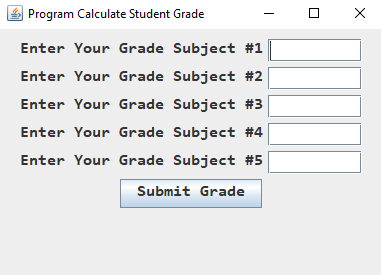 Program Calculate Student Grade
Enter Your Grade Subject #1
Enter Your Grade Subject #2
Enter Your Grade Subject #3
Enter Your Grade Subject #4
Enter Your Grade Subject #5
Submit Grade